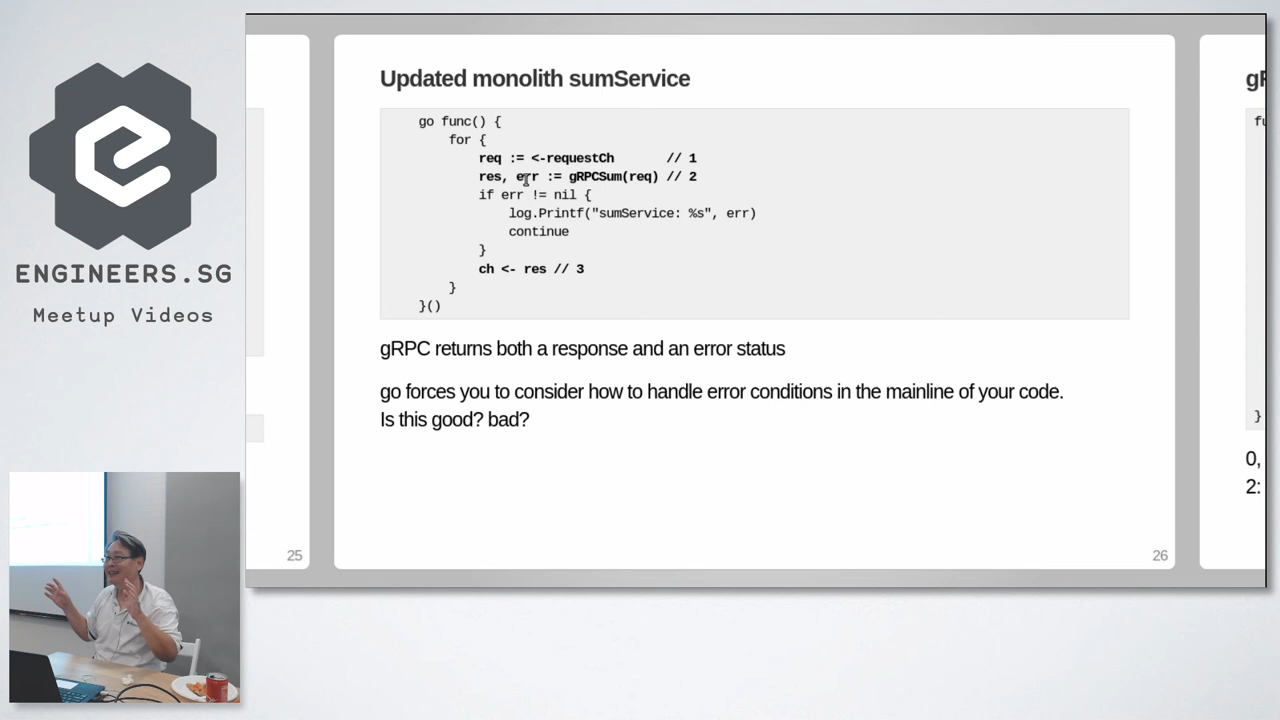 ENGINEERS.SG
Meetup Videos
25
Updated monolith sumService
go func() {
for {
req := <-requestCh // 1
res, err := gRPCSum(req) // 2
if err != nil {
log.Printf("sumService: %s", err)
continue
}
ch <- res // 3
}
}()
gRPC returns both a response and an error status
go forces you to consider how to handle error conditions in the mainline of your code.
Is this good? bad?
26
}
0,
2: